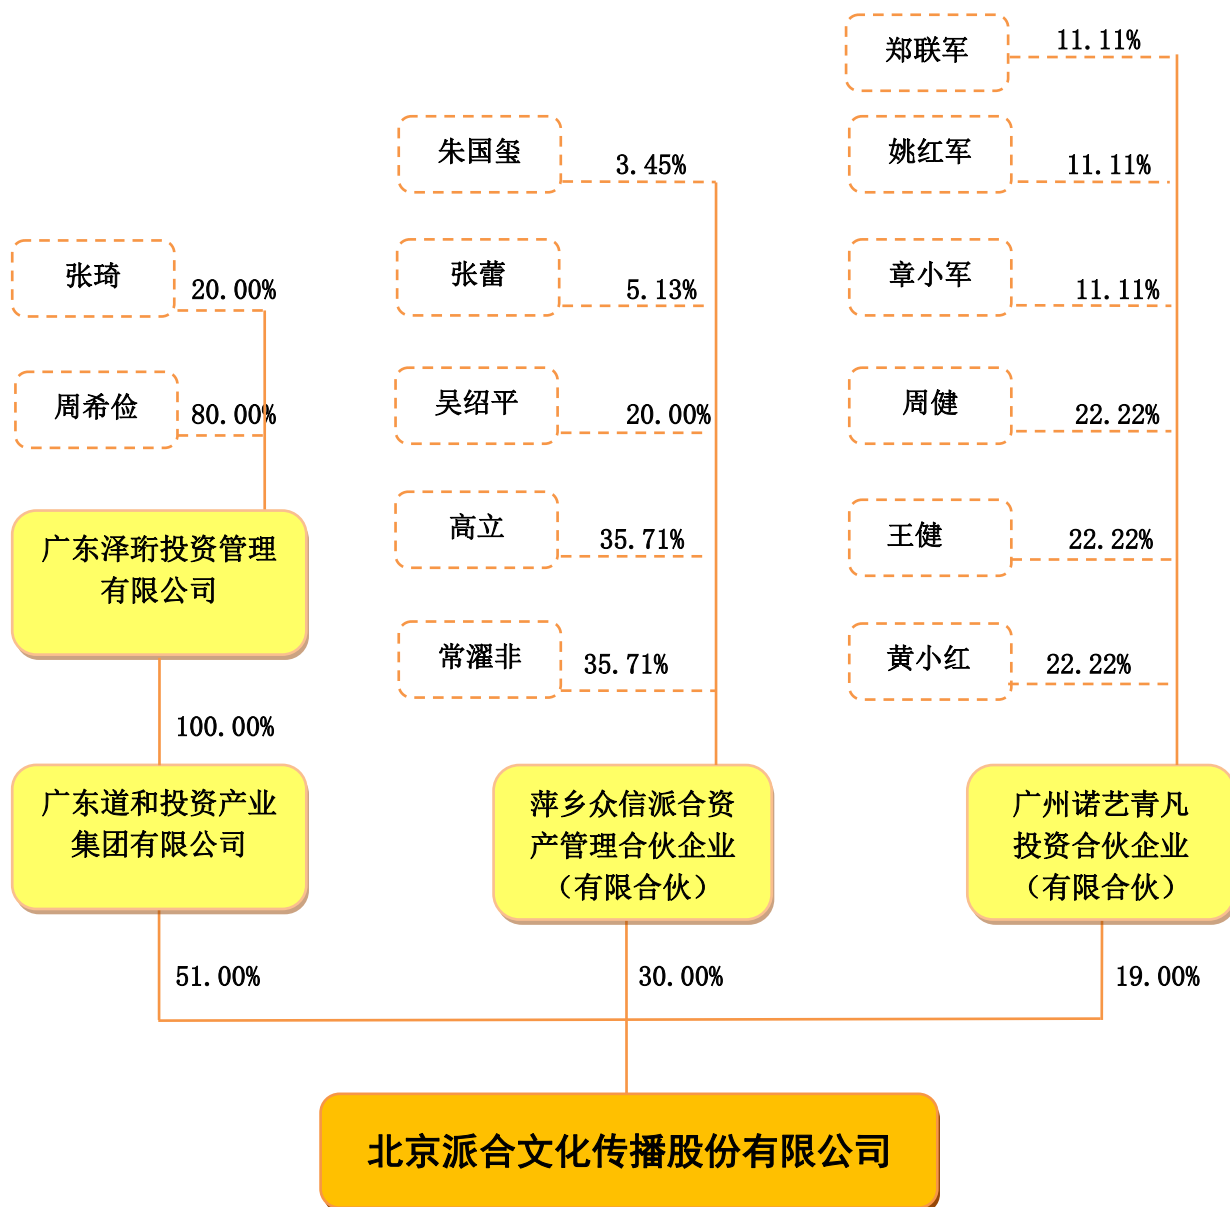 郑联军
11.11%
姚红军
11.11%
朱国玺
3.45%
章小军
11.11%
张蕾
5.13%
张琦
20.00%
周健
22.22%
吴绍平
20.00%
周希俭
80.00%
王健
22.22%
高立
35.71%
广东泽珩投资管理
有限公司
黄小红
22.22%
常濯非
35.71%
100.00%
广东道和投资产业
集团有限公司
萍乡众信派合资
产管理合伙企业
（有限合伙）
广州诺艺青凡
投资合伙企业
（有限合伙）
51.00%
30.00%
19.00%
北京派合文化传播股份有限公司